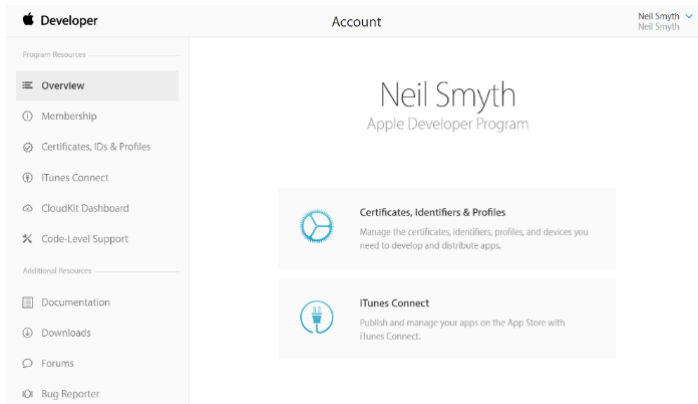 Developer
Account
Neil Smyth
Neil Smyth
Program Resources
Overview
Membership
Certificates, IDs & Profiles
iTunes Connect
CloudKit Dashboard
Code-Level Support
Additional Resources
Documentation
Downloads
Forums
Bug Reporter
Neil Smyth
Apple Developer Program
Certificates, Identifiers & Profiles
Manage the certificates, identifiers, profiles, and devices you
need to develop and distribute apps.
iTunes Connect
Publish and manage your apps on the App Store with
iTunes Connect.